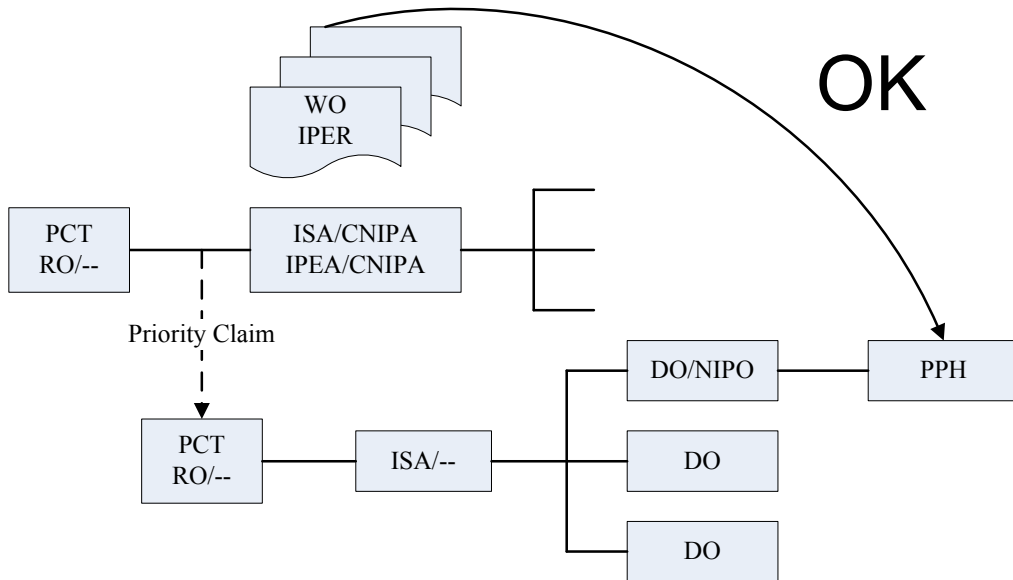 OK
WO
IPER
PCT
RO/--
ISA/CNIPA
IPEA/CNIPA
Priority Claim
DO/NIPO
PPH
PCT
RO/--
ISA/--
DO
DO